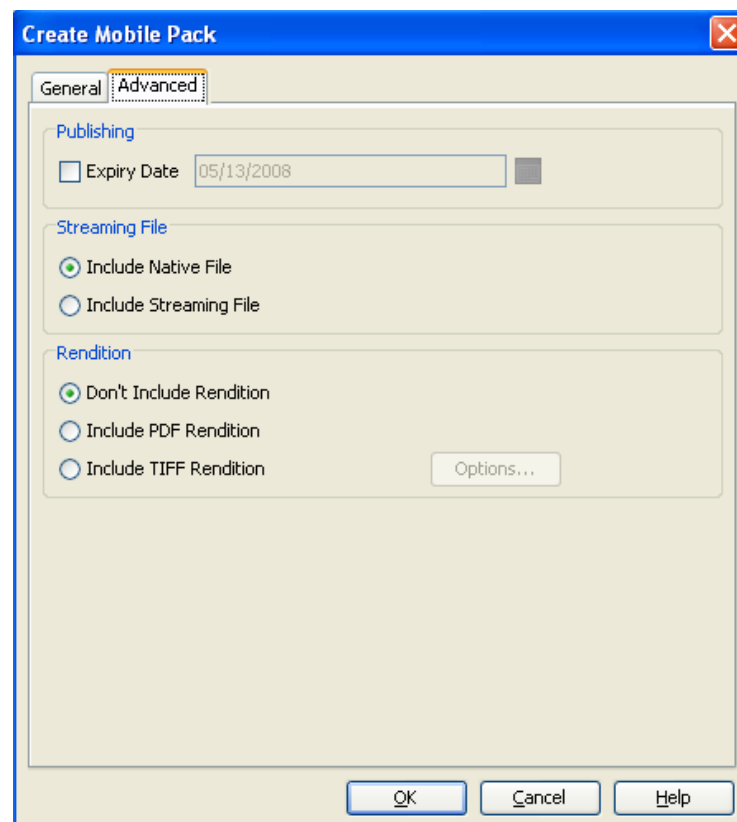 Create Mobile Pack
General Advanced
Publishing
Expiry Date 05/13/2008
Streaming File
Include Native File
Include Streaming File
Rendition
Don't Include Rendition
Include PDF Rendition
Include TIFF Rendition Options...
OK Cancel Help